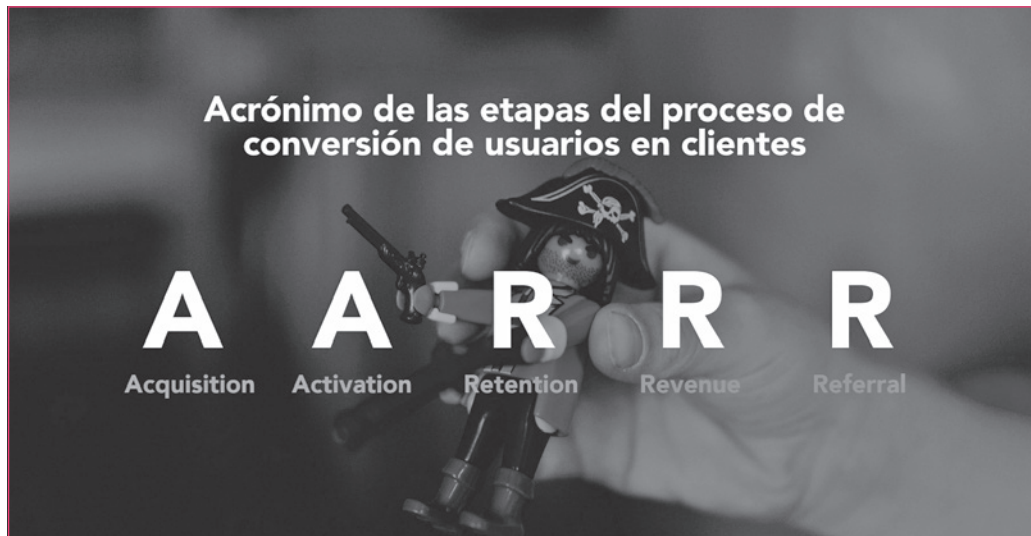 Acrónimo de las etapas del proceso de
conversión de usuarios en clientes
A A R R R
Acquisition Activation Retention Revenue Referral